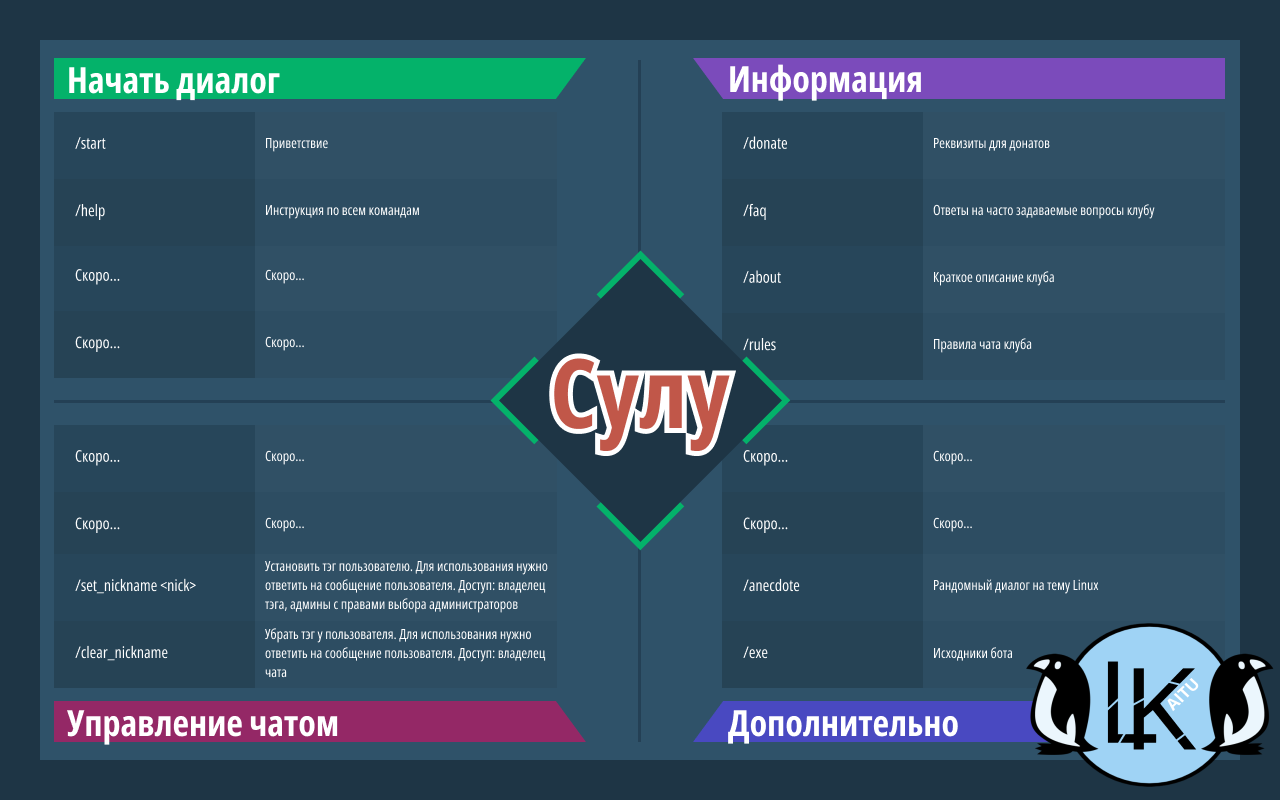 Начать диалог
/start
Приветствие
/help
Инструкция по всем командам
Скоро...
Скоро...
Скоро...
Скоро...
Информация
/donate
Реквизиты для донатов
/faq
Ответы на часто задаваемые вопросы клубу
/about
Краткое описание клуба
/rules
Правила чата клуба
Сулу
Скоро...
Скоро...
Скоро...
Скоро...
/set_nickname <nick>
Установить тэг пользователю. Для использования нужно
ответить на сообщение пользователя. Доступ: владелец
тэга, админы с правами выбора администраторов
/clear_nickname
Убрать тэг у пользователя. Для использования нужно
ответить на сообщение пользователя. Доступ: владелец
чата
Управление чатом
Скоро...
Скоро...
Скоро...
Скоро...
/anecdote
Рандомный диалог на тему Linux
/exe
Исходники бота
Дополнительно
LK
AITU